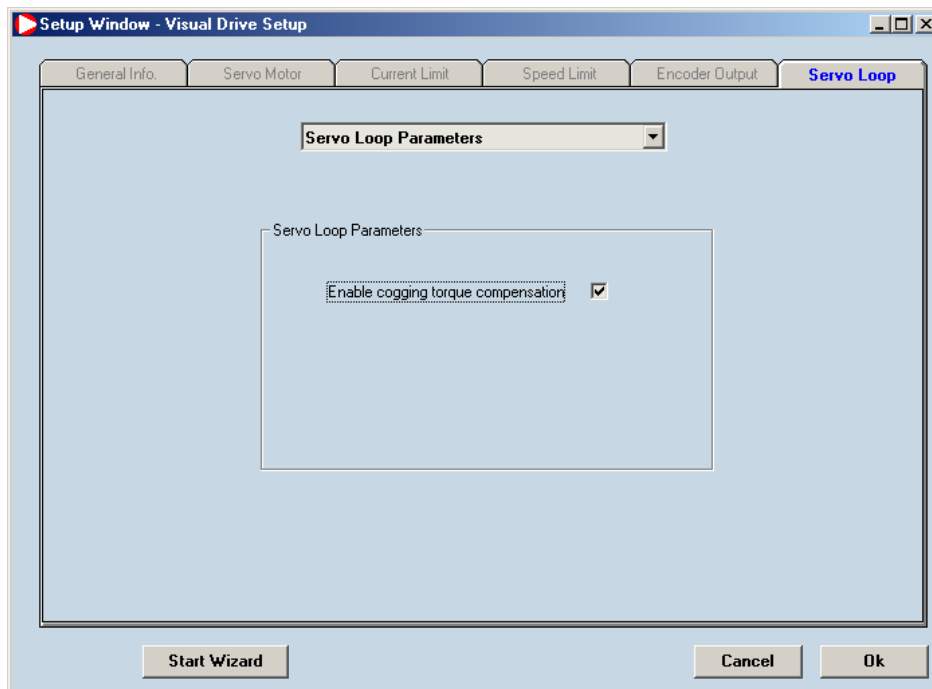 Setup Window - Visual Drive Setup
General Info. Servo Motor Current Limit Speed Limit Encoder Output Servo Loop
Servo Loop Parameters
Servo Loop Parameters
Enable cogging torque compensation
Start Wizard Cancel Ok